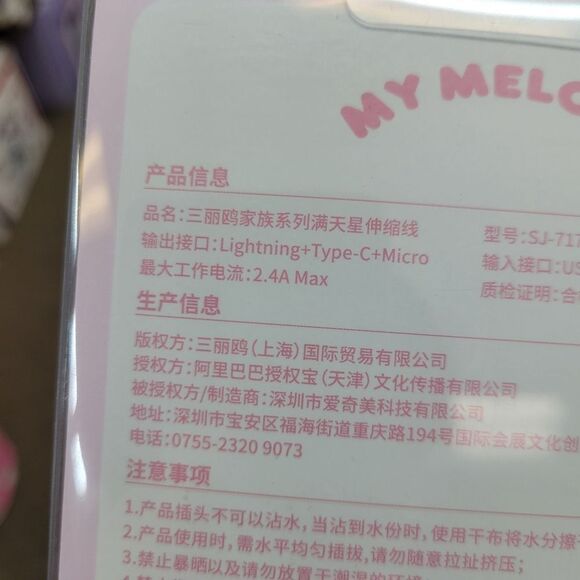 MY MELO
产品信息
品名:三丽鸥家族系列满天星伸缩线
型号:SJ-717
输出接口:Lightning+Type-C+Micro
输入接口:US
最大工作电流:2.4A Max
质检证明:合
生产信息
版权方:三丽鸥(上海)国际贸易有限公司
授权方:阿里巴巴授权宝(天津)文化传播有限公司
被授权方/制造商:深圳市爱奇美科技有限公司
地址:深圳市宝安区福海街道重庆路194号国际会展文化创
电话:0755-2320 9073
注意事项
1.产品插头不可以沾水,当沾到水份时,使用干布将水分擦干
2.产品使用时,需水平均匀插拔,请勿随意拉扯挤压;
3.禁止暴晒以及请勿放置于潮湿的环境